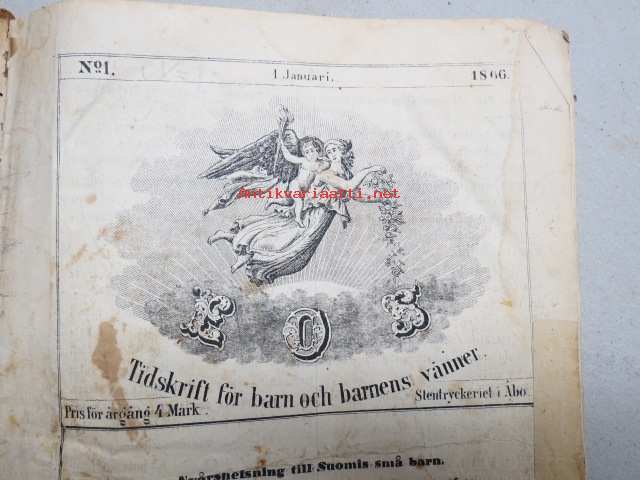 No 1.
1 Januari.
1866.
Antikvariaatti.net
EOS
Tidskrift för barn och barnens vänner.
Pris för årgång 4 Mark.
Stentryckeriet i Åbo
Nyårshelsning till Suomis små barn.